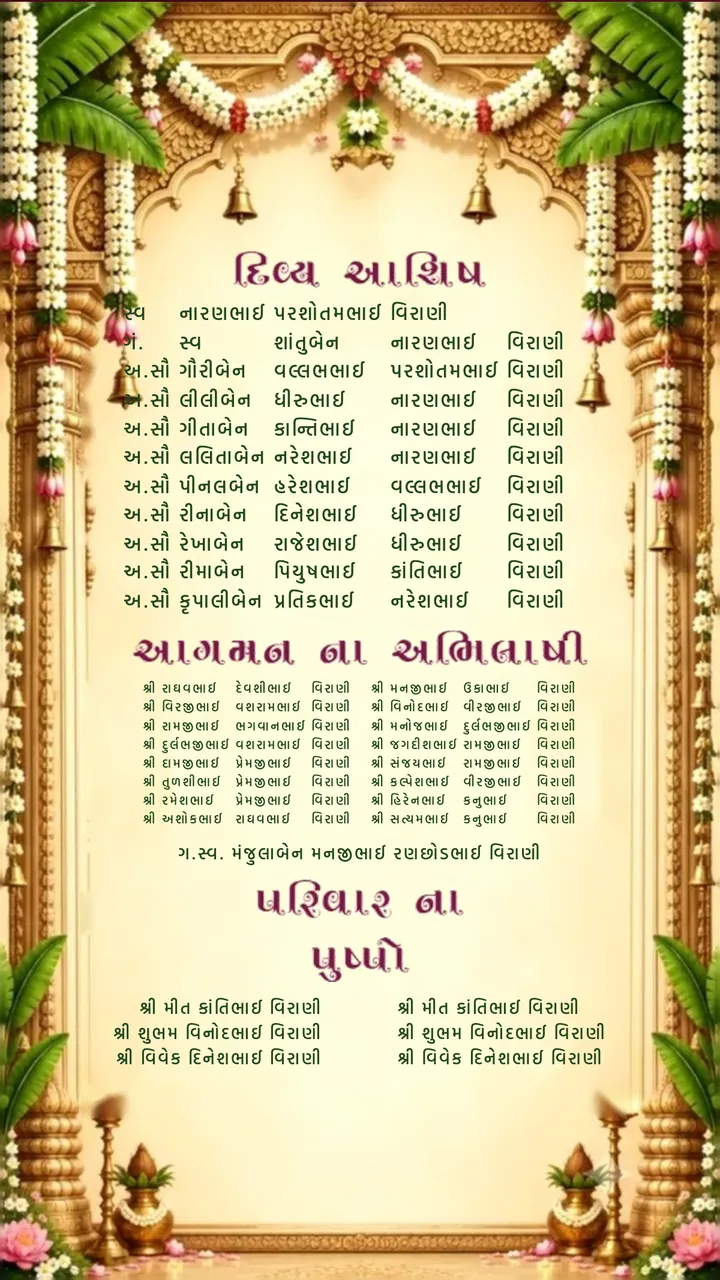 દિવ્ય આશિષ
સ્વ નારણભાઈ પરશોતમભાઈ વિરાણી
ગં. સ્વ શાંતુબેન નારણભાઈ વિરાણી
અ.સૌ ગૌરીબેન વલ્લભભાઈ પરશોતમભાઈ વિરાણી
અ.સૌ લીલીબેન ધીરુભાઈ નારણભાઈ વિરાણી
અ.સૌ ગીતાબેન કાન્તિભાઈ નારણભાઈ વિરાણી
અ.સૌ લલિતાબેન નરેશભાઈ નારણભાઈ વિરાણી
અ.સૌ પીનલબેન હરેશભાઈ વલ્લભભાઈ વિરાણી
અ.સૌ રીનાબેન દિનેશભાઈ ધીરુભાઈ વિરાણી
અ.સૌ રેખાબેન રાજેશભાઈ ધીરુભાઈ વિરાણી
અ.સૌ રીમાબેન પિયુષભાઈ કાંતિભાઈ વિરાણી
અ.સૌ કૃપાલીબેન પ્રતિકભાઈ નરેશભાઈ વિરાણી
આગમન ના અભિલાષી
શ્રી રાઘવભાઈ દેવશીભાઈ વિરાણી શ્રી મનજીભાઈ ઉકાભાઈ વિરાણી
શ્રી વિરજીભાઈ વશરામભાઈ વિરાણી શ્રી વિનોદભાઈ વીરજીભાઈ વિરાણી
શ્રી રામજીભાઈ ભગવાનભાઈ વિરાણી શ્રી મનોજભાઈ દુર્લભજીભાઈ વિરાણી
શ્રી દુર્લભજીભાઈ વશરામભાઈ વિરાણી શ્રી જગદીશભાઈ રામજીભાઈ વિરાણી
શ્રી દામજીભાઈ પ્રેમજીભાઈ વિરાણી શ્રી સંજયભાઈ રામજીભાઈ વિરાણી
શ્રી તુળશીભાઈ પ્રેમજીભાઈ વિરાણી શ્રી કલ્પેશભાઈ વીરજીભાઈ વિરાણી
શ્રી રમેશભાઈ પ્રેમજીભાઈ વિરાણી શ્રી હિરેનભાઈ કનુભાઈ વિરાણી
શ્રી અશોકભાઈ રાઘવભાઈ વિરાણી શ્રી સત્યમભાઈ કનુભાઈ વિરાણી
ગ.સ્વ. મંજુલાબેન મનજીભાઈ રણછોડભાઈ વિરાણી
પરિવાર ના
પુષ્પો
શ્રી મીત કાંતિભાઈ વિરાણી શ્રી મીત કાંતિભાઈ વિરાણી
શ્રી શુભમ વિનોદભાઈ વિરાણી શ્રી શુભમ વિનોદભાઈ વિરાણી
શ્રી વિવેક દિનેશભાઈ વિરાણી શ્રી વિવેક દિનેશભાઈ વિરાણી